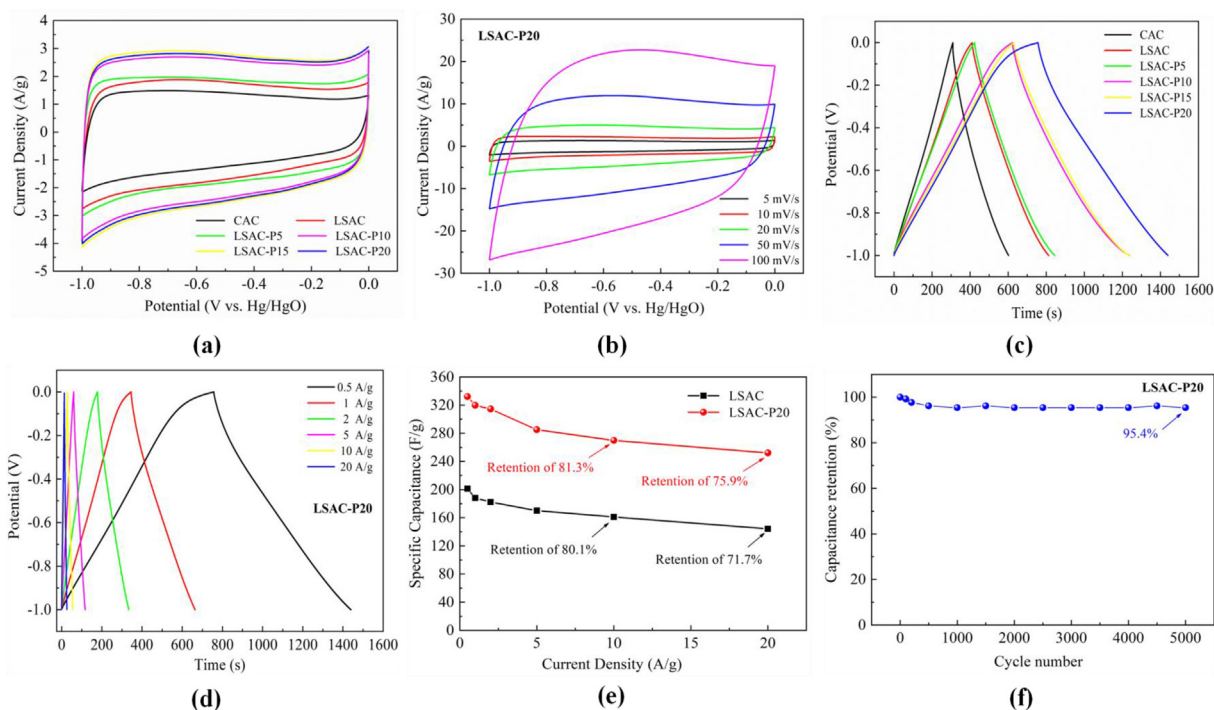 5
4
3
2
1
0
-1
-2
-3
-4
5
-1.0 -0.8 -0.6 -0.4 -0.2 0.0
Current Density (A/g)
Potential (V vs. Hg/HgO)
CAC LSAC
LSAC-P5 LSAC-P10
LSAC-P15 LSAC-P20
(a)
LSAC-P20
30
20
10
0
-10
-20
-30
-1.0 -0.8 -0.6 -0.4 -0.2 0.0
Current Density (A/g)
Potential (V vs. Hg/HgO)
5 mV/s
10 mV/s
20 mV/s
50 mV/s
100 mV/s
(b)
CAC
LSAC
LSAC-P5
LSAC-P10
LSAC-P15
LSAC-P20
0.0
-0.2
-0.4
-0.6
-0.8
-1.0
0 200 400 600 800 1000 1200 1400 1600
Potential (V)
Time (s)
(c)
0.5 A/g
1 A/g
2 A/g
5 A/g
10 A/g
20 A/g
LSAC-P20
0.0
-0.2
-0.4
-0.6
-0.8
-1.0
0 200 400 600 800 1000 1200 1400 1600
Potential (V)
Time (s)
(d)
LSAC
LSAC-P20
360
320
280
240
200
160
120
80
40
0
0 5 10 15 20
Retention of 81.3%
Retention of 75.9%
Retention of 80.1%
Retention of 71.7%
Specific Capacitance (F/g)
Current Density (A/g)
(e)
LSAC-P20
120
100
80
60
40
20
0
0 1000 2000 3000 4000 5000
95.4%
Capacitance retention (%)
Cycle number
(f)